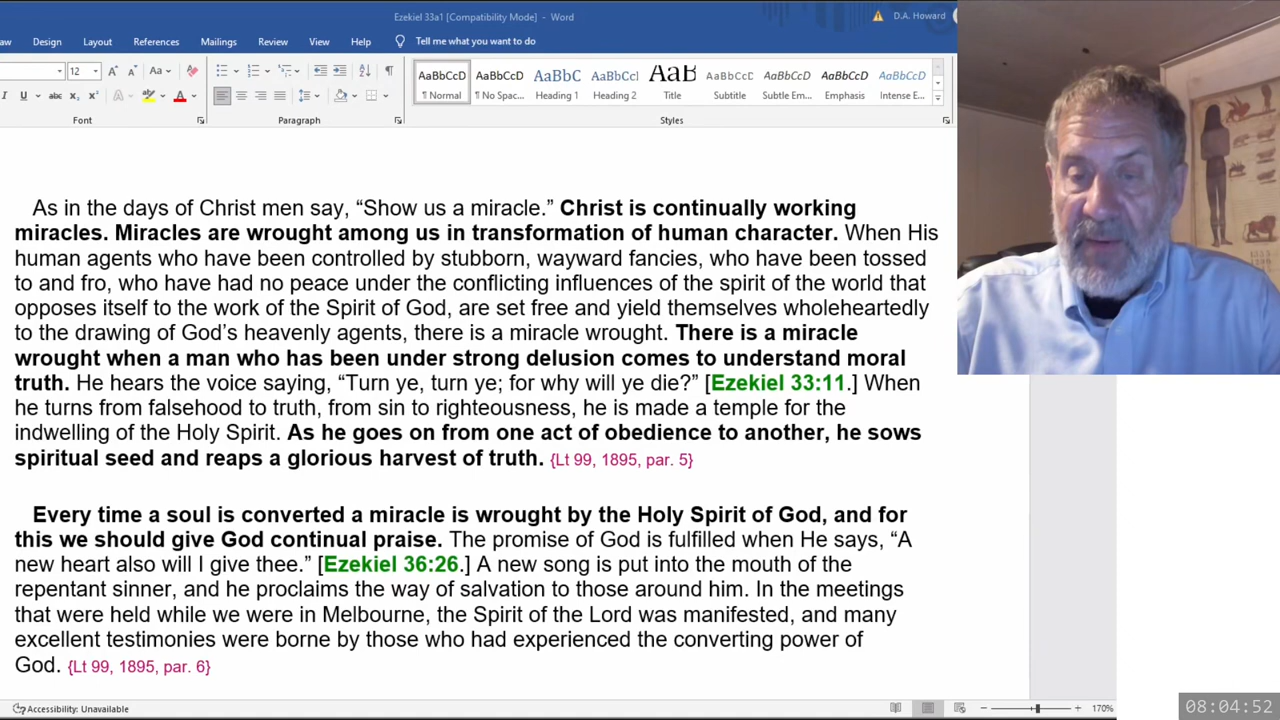 Ezekiel 33a1 [Compatibility Mode] - Word
D.A. Howard
aw Design Layout References Mailings Review View Help Tell me what you want to do
12 Aa
AaBbCcD AaBbCcD AaBbC AaBbCcl AaB AaBbCcD AaBbCcD AaBbCcD AaBbCcD
I U abc x₂ x² A A
¶ Normal ¶ No Spac... Heading 1 Heading 2 Title Subtitle Subtle Em... Emphasis Intense E...
Font Paragraph Styles
As in the days of Christ men say, “Show us a miracle.” Christ is continually working
miracles. Miracles are wrought among us in transformation of human character. When His
human agents who have been controlled by stubborn, wayward fancies, who have been tossed
to and fro, who have had no peace under the conflicting influences of the spirit of the world that
opposes itself to the work of the Spirit of God, are set free and yield themselves wholeheartedly
to the drawing of God’s heavenly agents, there is a miracle wrought. There is a miracle
wrought when a man who has been under strong delusion comes to understand moral
truth. He hears the voice saying, “Turn ye, turn ye; for why will ye die?” [Ezekiel 33:11.] When
he turns from falsehood to truth, from sin to righteousness, he is made a temple for the
indwelling of the Holy Spirit. As he goes on from one act of obedience to another, he sows
spiritual seed and reaps a glorious harvest of truth. {Lt 99, 1895, par. 5}
Every time a soul is converted a miracle is wrought by the Holy Spirit of God, and for
this we should give God continual praise. The promise of God is fulfilled when He says, “A
new heart also will I give thee.” [Ezekiel 36:26.] A new song is put into the mouth of the
repentant sinner, and he proclaims the way of salvation to those around him. In the meetings
that were held while we were in Melbourne, the Spirit of the Lord was manifested, and many
excellent testimonies were borne by those who had experienced the converting power of
God. {Lt 99, 1895, par. 6}
Accessibility: Unavailable
170%
08:04:52